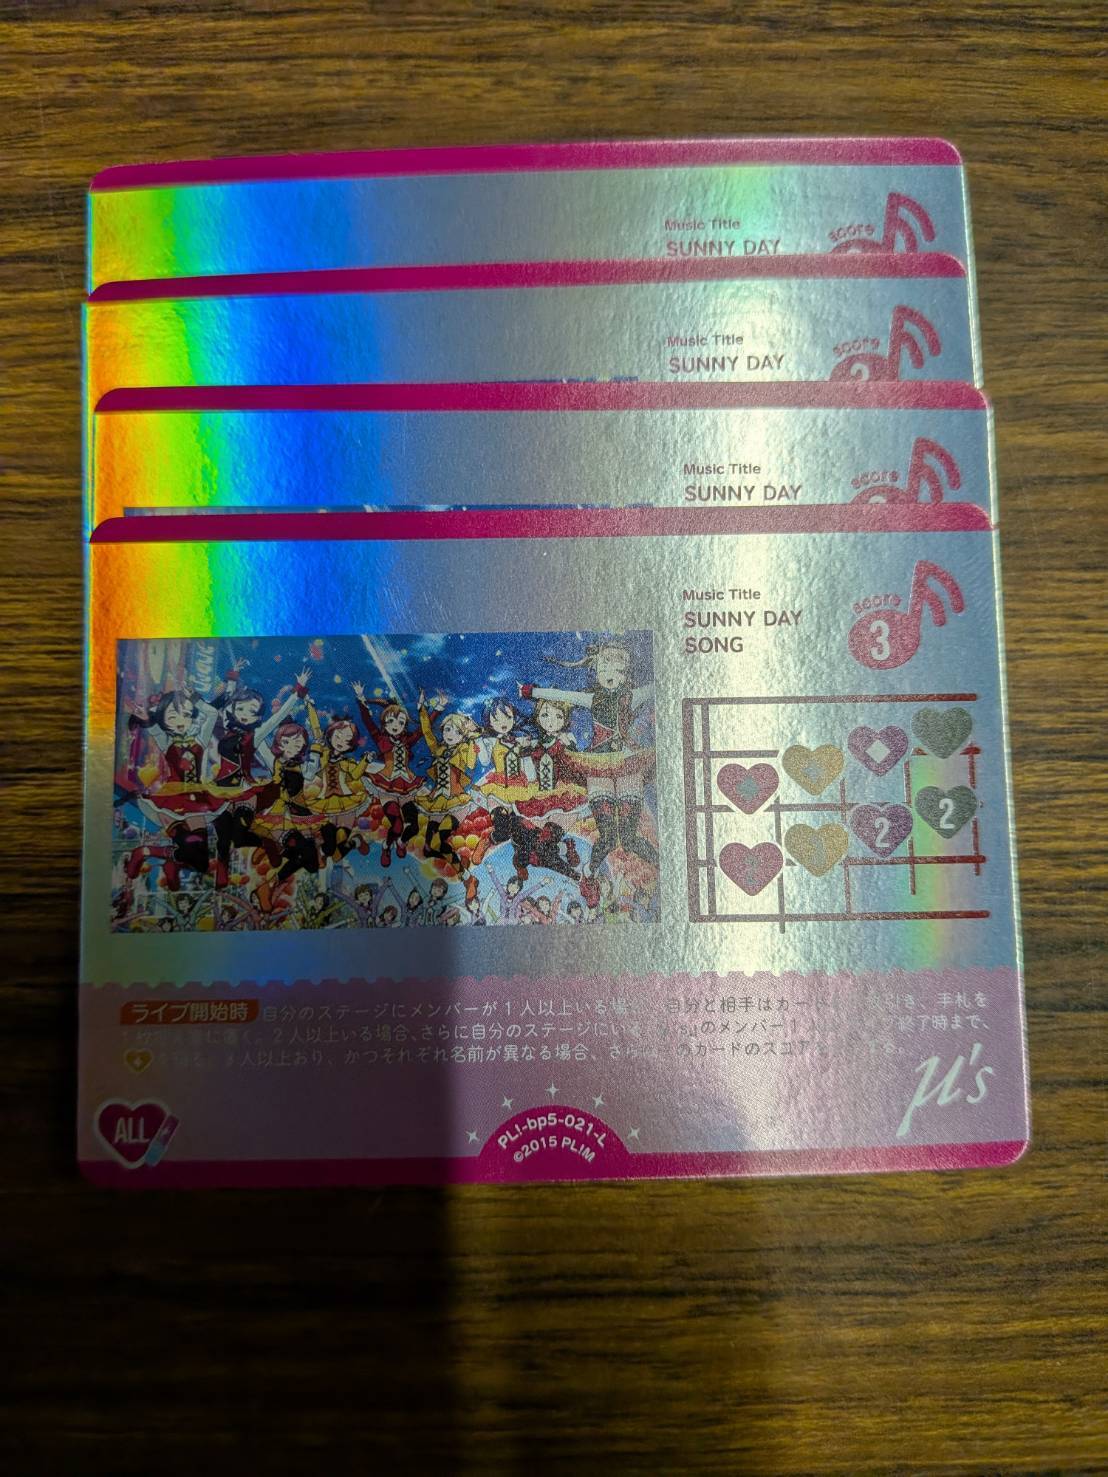 Music Title
SUNNY DAY
score
Music Title
SUNNY DAY
score
Music Title
SUNNY DAY
score
Music Title
SUNNY DAY
SONG
score
3
2
2
ライブ開始時 自分のステージにメンバーが1人以上いる場 自分と相手はカード 引き、手札を
2人以上いる場合、さらに自分のステージにいる のメンバー1 終了時まで、
人以上おり、かつそれぞれ名前が異なる場合、さら のカードのスコア
μ's
ALL
PL!-bp5-021-L
©2015 PL!M